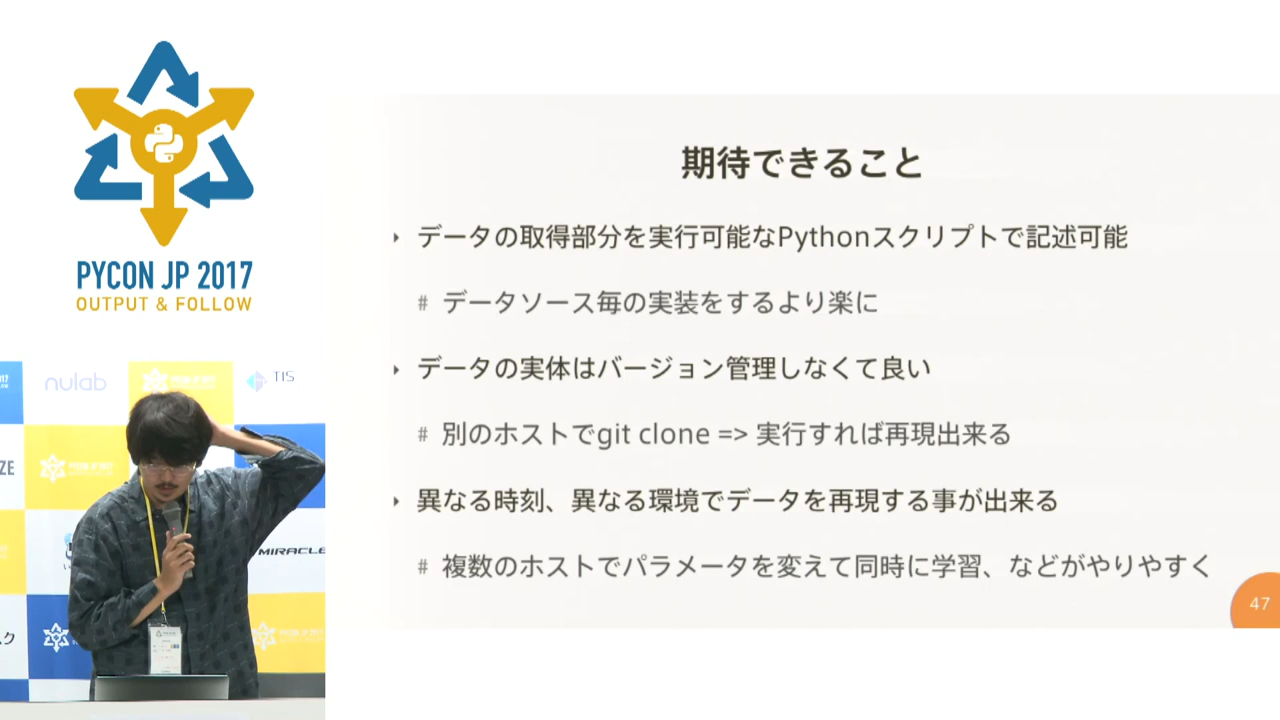 PYCON JP 2017
OUTPUT & FOLLOW
期待できること
データの取得部分を実行可能なPythonスクリプトで記述可能
# データソース毎の実装をするより楽に
データの実体はバージョン管理しなくて良い
# 別のホストでgit clone => 実行すれば再現出来る
異なる時刻、異なる環境でデータを再現する事が出来る
# 複数のホストでパラメータを変えて同時に学習、などがやりやすく
47
nulab
TIS
ZE
MIRACLE
ク